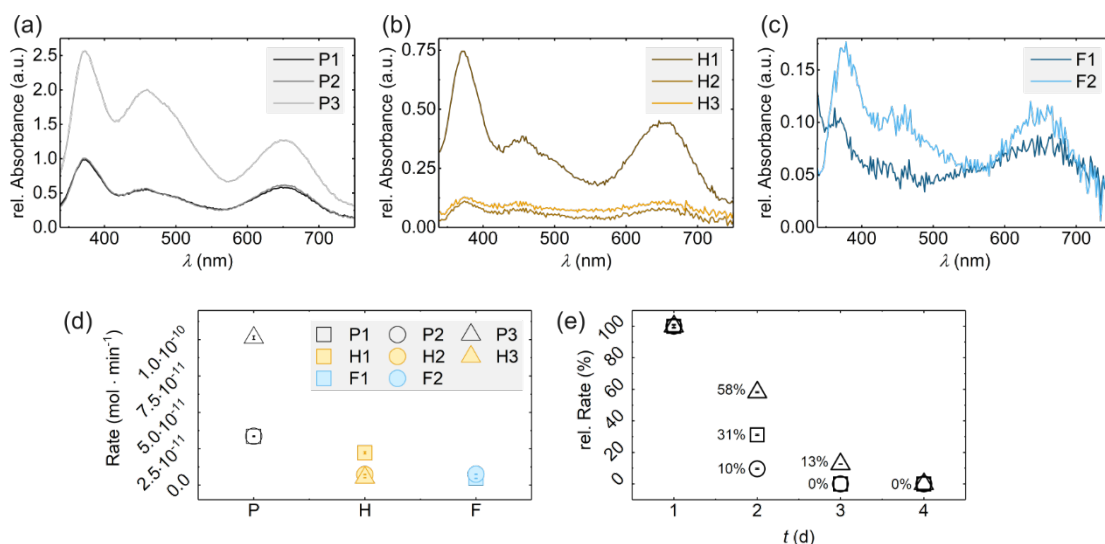 (a)
rel. Absorbance (a.u.)
2.5
2.0
1.5
1.0
0.5
0.0
P1
P2
P3
400 500 600 700
λ (nm)
(b)
rel. Absorbance (a.u.)
0.75
0.50
0.25
0.00
H1
H2
H3
400 500 600 700
λ (nm)
(c)
rel. Absorbance (a.u.)
0.15
0.10
0.05
0.00
F1
F2
400 500 600 700
λ (nm)
(d)
Rate (mol · min⁻¹)
1.0·10⁻¹⁰
7.5·10⁻¹¹
5.0·10⁻¹¹
2.5·10⁻¹¹
0.0
P1 P2 P3
H1 H2 H3
F1 F2
P H F
(e)
rel. Rate (%)
100
80
60
40
20
0
58%
31%
10%
13%
0%
0%
1 2 3 4
t (d)